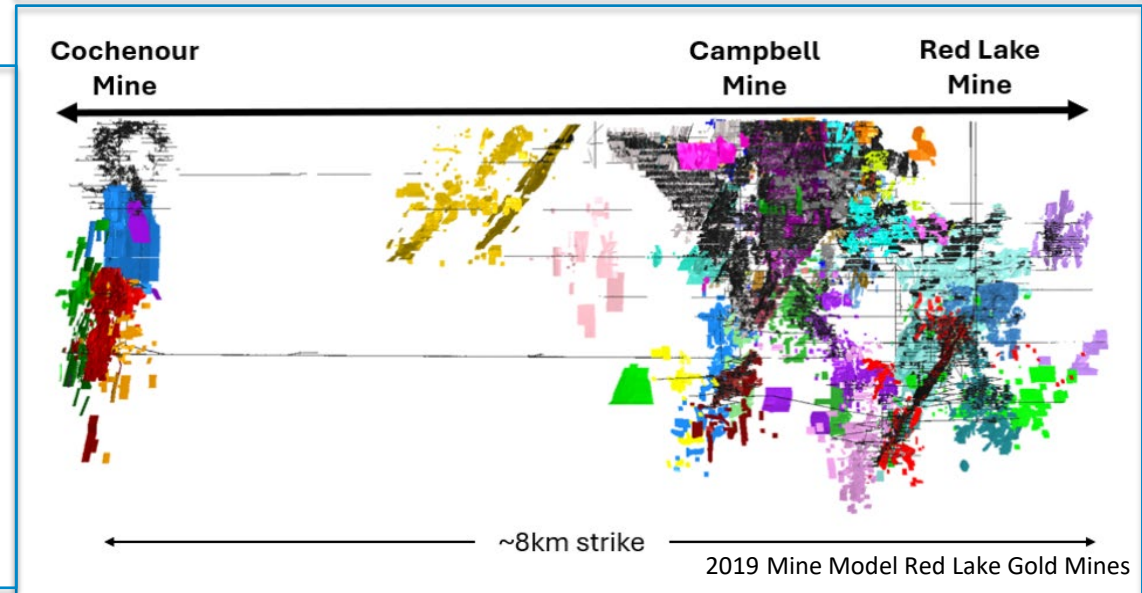 Cochenour
Mine
Campbell
Mine
Red Lake
Mine
~8km strike
2019 Mine Model Red Lake Gold Mines